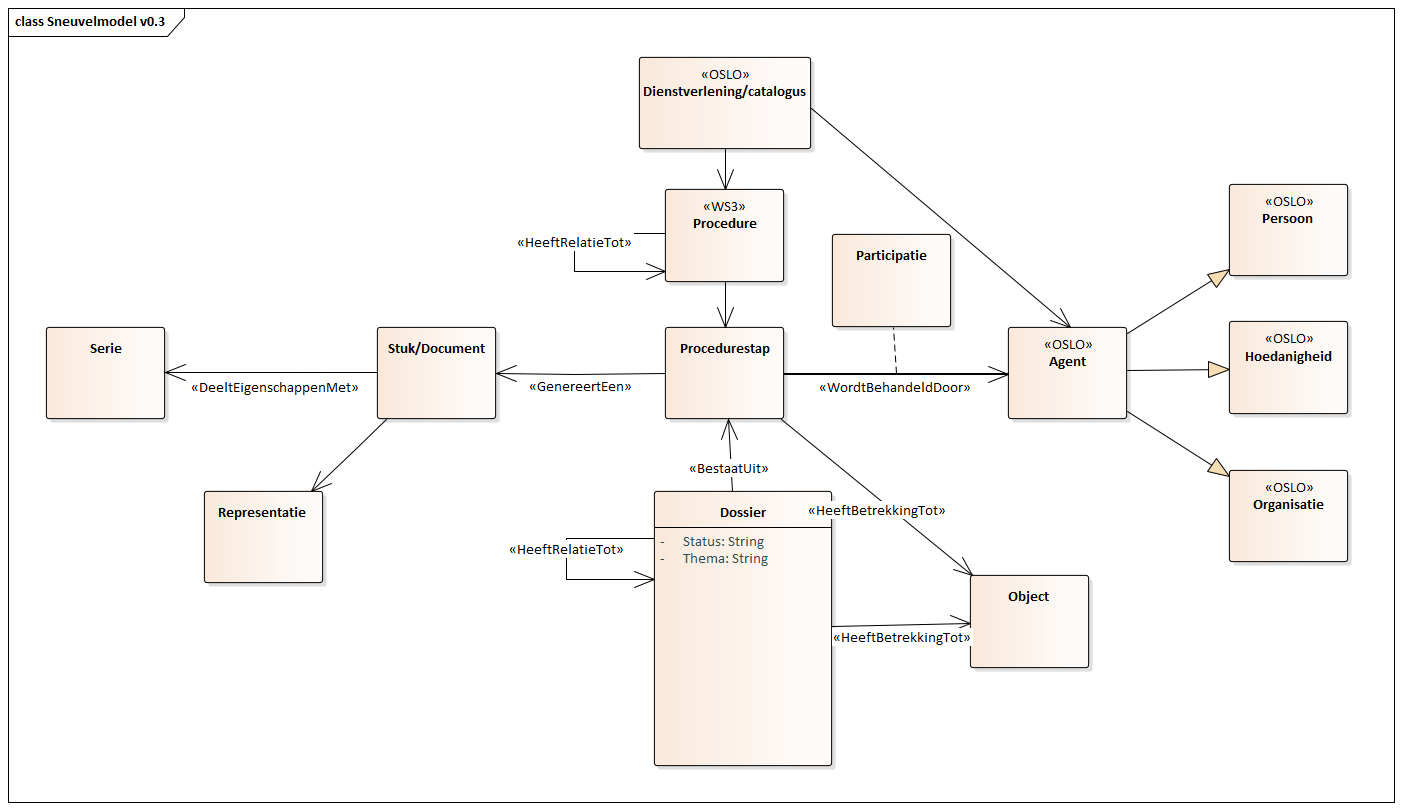 class Sneuvelmodel v0.3
«OSLO»
Dienstverlening/catalogus
«WS3»
Procedure
«HeeftRelatieTot»
Participatie
«OSLO»
Persoon
«OSLO»
Hoedanigheid
«OSLO»
Organisatie
Serie
«DeeltEigenschappenMet»
Stuk/Document
«GenereertEen»
Procedurestap
«WordtBehandeldDoor»
«OSLO»
Agent
«BestaatUit»
Representatie
Dossier
- Status: String
- Thema: String
«HeeftRelatieTot»
«HeeftBetrekkingTot»
Object
«HeeftBetrekkingTot»